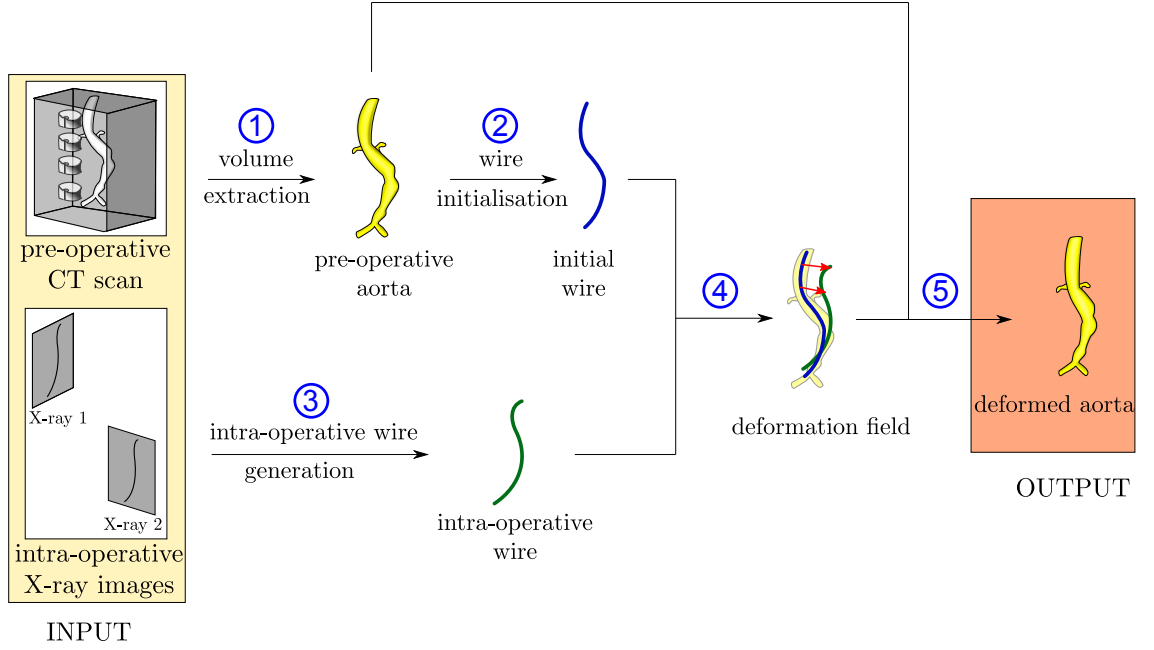 pre-operative
CT scan
X-ray 1
X-ray 2
intra-operative
X-ray images
INPUT
1
volume
extraction
pre-operative
aorta
2
wire
initialisation
initial
wire
3
intra-operative wire
generation
intra-operative
wire
4
deformation field
5
deformed aorta
OUTPUT